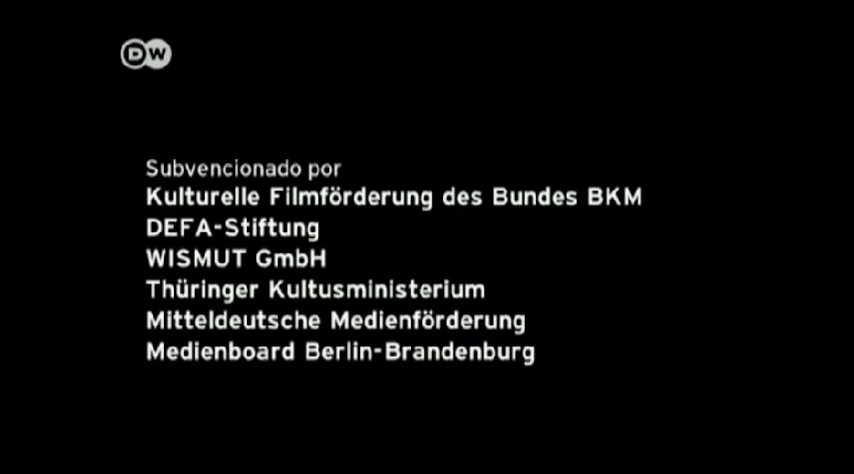 DW
Subvencionado por
Kulturelle Filmförderung des Bundes BKM
DEFA-Stiftung
WISMUT GmbH
Thüringer Kultusministerium
Mitteldeutsche Medienförderung
Medienboard Berlin-Brandenburg